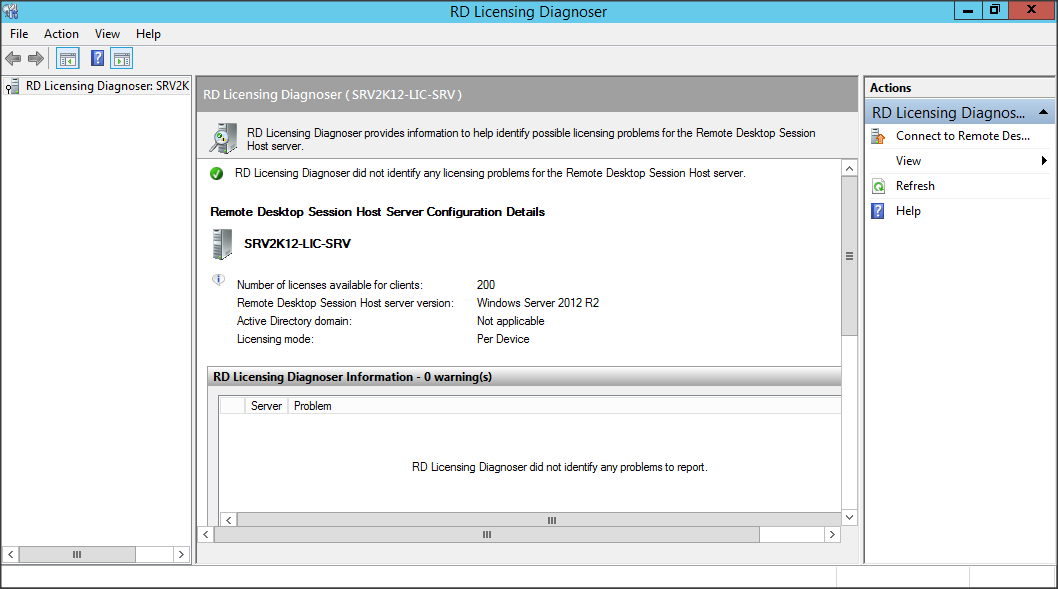 RD Licensing Diagnoser
File Action View Help
RD Licensing Diagnoser: SRV2K
RD Licensing Diagnoser ( SRV2K12-LIC-SRV )
RD Licensing Diagnoser provides information to help identify possible licensing problems for the Remote Desktop Session
Host server.
RD Licensing Diagnoser did not identify any licensing problems for the Remote Desktop Session Host server.
Remote Desktop Session Host Server Configuration Details
SRV2K12-LIC-SRV
Number of licenses available for clients: 200
Remote Desktop Session Host server version: Windows Server 2012 R2
Active Directory domain: Not applicable
Licensing mode: Per Device
RD Licensing Diagnoser Information - 0 warning(s)
Server Problem
RD Licensing Diagnoser did not identify any problems to report.
Actions
RD Licensing Diagnos...
Connect to Remote Des...
View
Refresh
Help